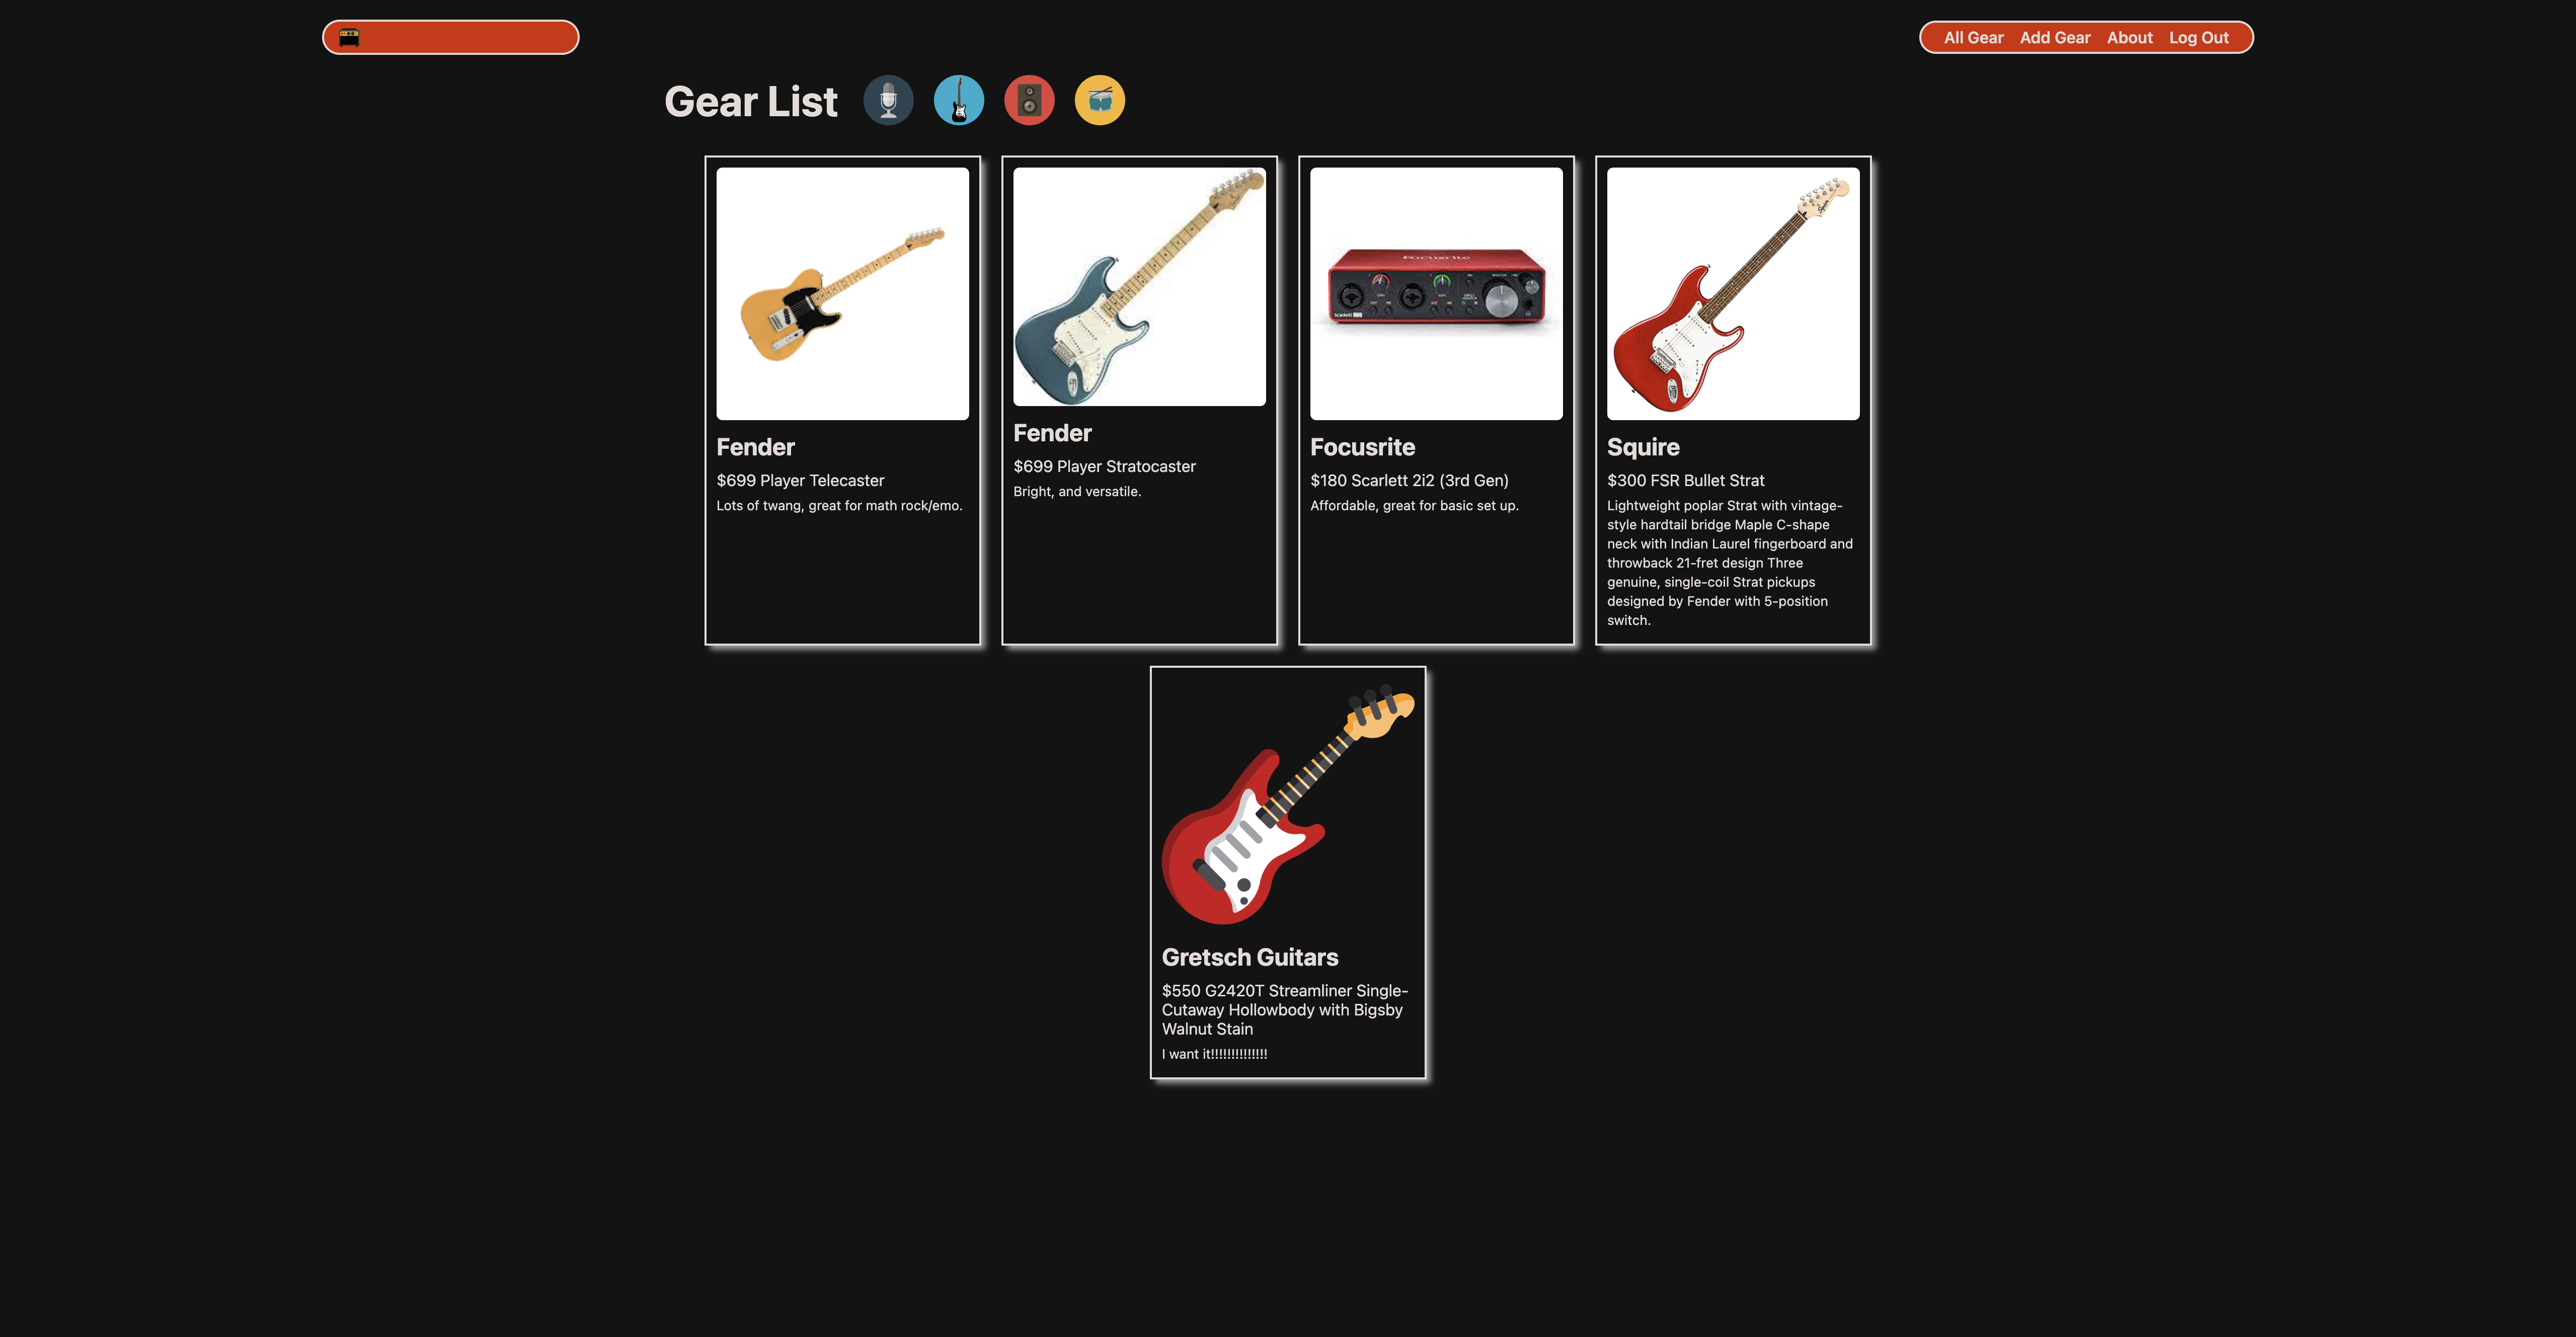 All Gear Add Gear About Log Out
Gear List
Focusrite
Scarlett
Squier
Fender
$699 Player Telecaster
Lots of twang, great for math rock/emo.
Fender
$699 Player Stratocaster
Bright, and versatile.
Focusrite
$180 Scarlett 2i2 (3rd Gen)
Affordable, great for basic set up.
Squire
$300 FSR Bullet Strat
Lightweight poplar Strat with vintage-
style hardtail bridge Maple C-shape
neck with Indian Laurel fingerboard and
throwback 21-fret design Three
genuine, single-coil Strat pickups
designed by Fender with 5-position
switch.
Gretsch Guitars
$550 G2420T Streamliner Single-
Cutaway Hollowbody with Bigsby
Walnut Stain
I want it!!!!!!!!!!!!!!